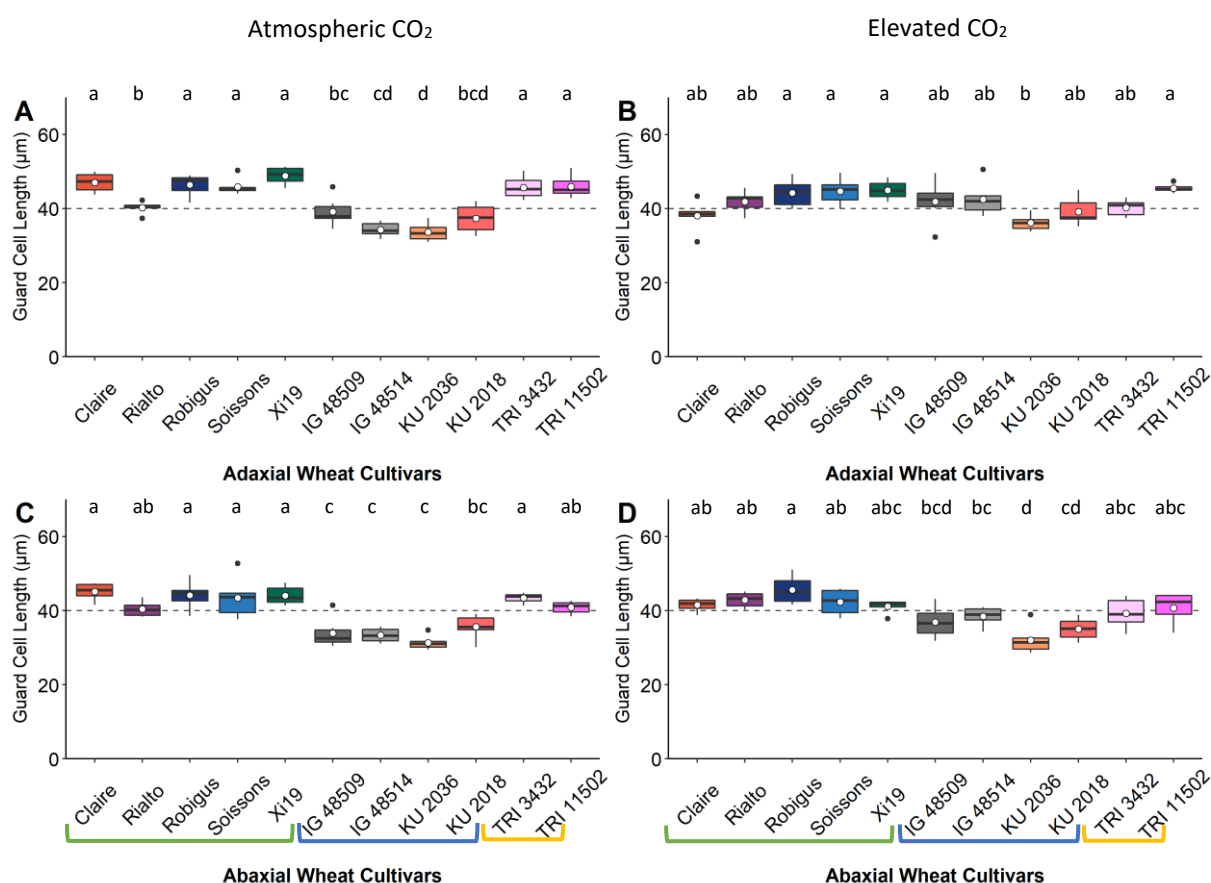 Atmospheric CO2
Elevated CO2
A
a b a a a bc cd d bcd a a
Guard Cell Length (µm)
60
40
20
0
Claire Rialto Robigus Soissons Xi19 IG 48509 IG 48514 KU 2036 KU 2018 TRI 3432 TRI 11502
Adaxial Wheat Cultivars
B
ab ab a a a ab ab b ab ab a
Guard Cell Length (µm)
60
40
20
0
Claire Rialto Robigus Soissons Xi19 IG 48509 IG 48514 KU 2036 KU 2018 TRI 3432 TRI 11502
Adaxial Wheat Cultivars
C
a ab a a a c c c bc a ab
Guard Cell Length (µm)
60
40
20
0
Claire Rialto Robigus Soissons Xi19 IG 48509 IG 48514 KU 2036 KU 2018 TRI 3432 TRI 11502
Abaxial Wheat Cultivars
D
ab ab a ab abc bcd bc d cd abc abc
Guard Cell Length (µm)
60
40
20
0
Claire Rialto Robigus Soissons Xi19 IG 48509 IG 48514 KU 2036 KU 2018 TRI 3432 TRI 11502
Abaxial Wheat Cultivars